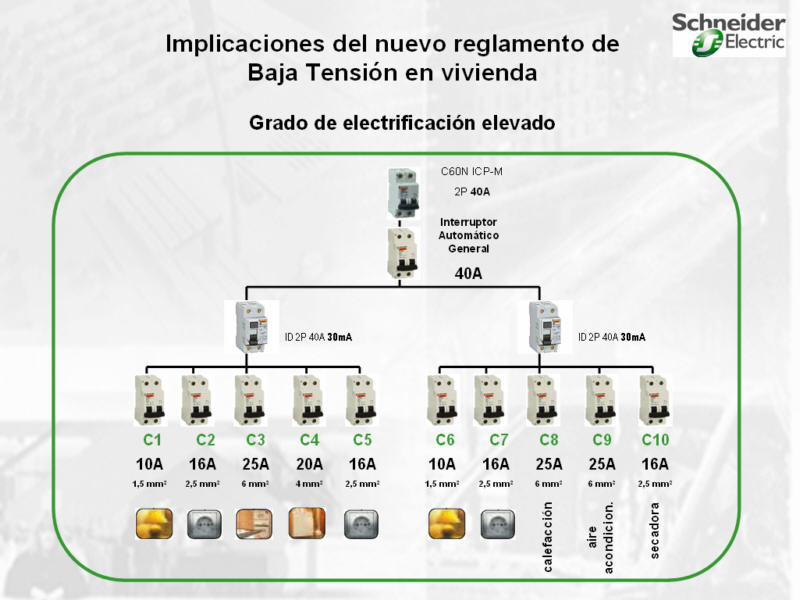 Schneider
Electric
Implicaciones del nuevo reglamento de
Baja Tensión en vivienda
Grado de electrificación elevado
C60N ICP-M
2P 40A
Interruptor
Automático
General
40A
ID 2P 40A 30mA
ID 2P 40A 30mA
C1 C2 C3 C4 C5 C6 C7 C8 C9 C10
10A 16A 25A 20A 16A 10A 16A 25A 25A 16A
1,5 mm² 2,5 mm² 6 mm² 4 mm² 2,5 mm² 1,5 mm² 2,5 mm² 6 mm² 6 mm² 2,5 mm²
calefacción
aire
acondicion.
secadora